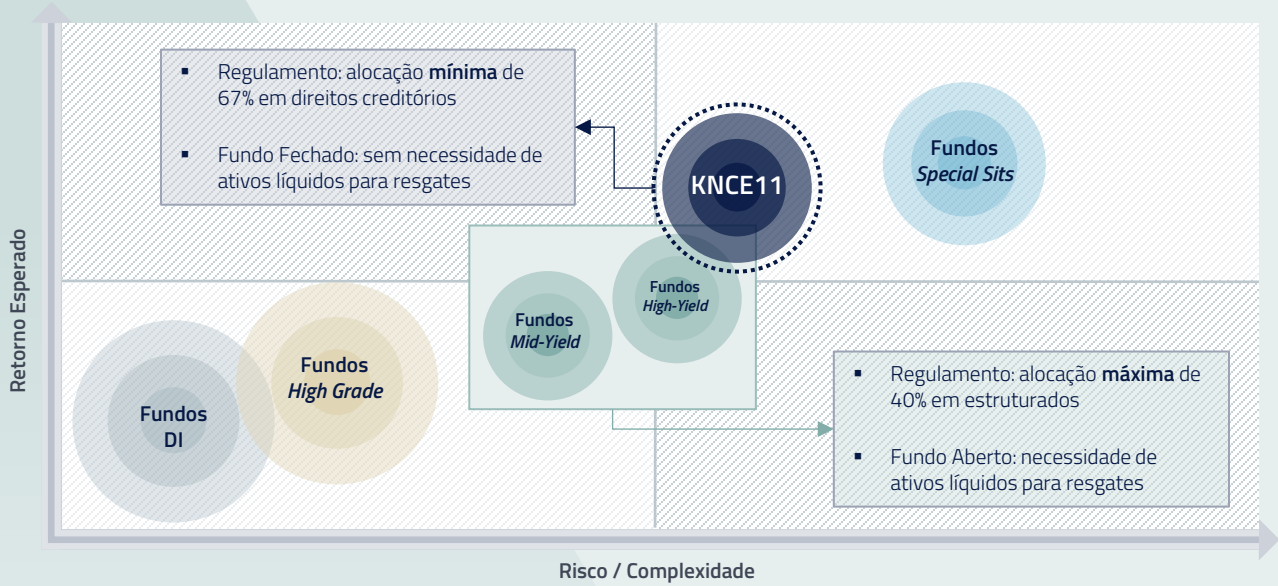 ▪ Regulamento: alocação mínima de
67% em direitos creditórios
▪ Fundo Fechado: sem necessidade de
ativos líquidos para resgates
KNCE11
Fundos
Special Sits
Retorno Esperado
Fundos
High-Yield
Fundos
Mid-Yield
Fundos
High Grade
Fundos
DI
▪ Regulamento: alocação máxima de
40% em estruturados
▪ Fundo Aberto: necessidade de
ativos líquidos para resgates
Risco / Complexidade